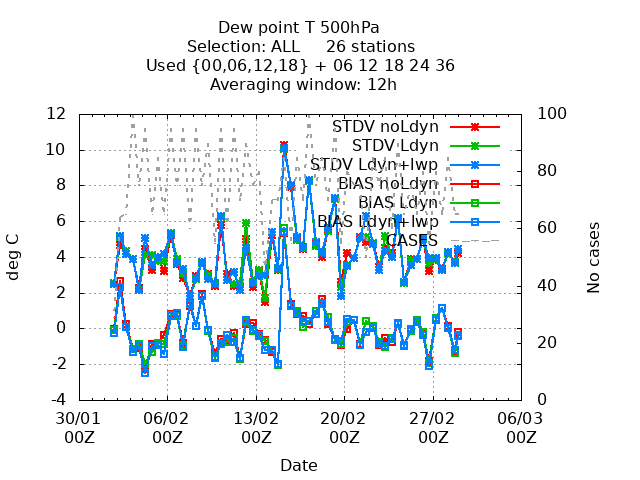 Dew point T 500hPa
Selection: ALL     26 stations
Used {00,06,12,18} + 06 12 18 24 36
Averaging window: 12h
12
10
8
6
4
2
0
-2
-4
deg C
100
80
60
40
20
0
No cases
STDV noLdyn
STDV Ldyn
STDV Ldyn+lwp
BIAS noLdyn
BIAS Ldyn
BIAS Ldyn+lwp
CASES
30/01 06/02 13/02 20/02 27/02 06/03
00Z 00Z 00Z 00Z 00Z 00Z
Date